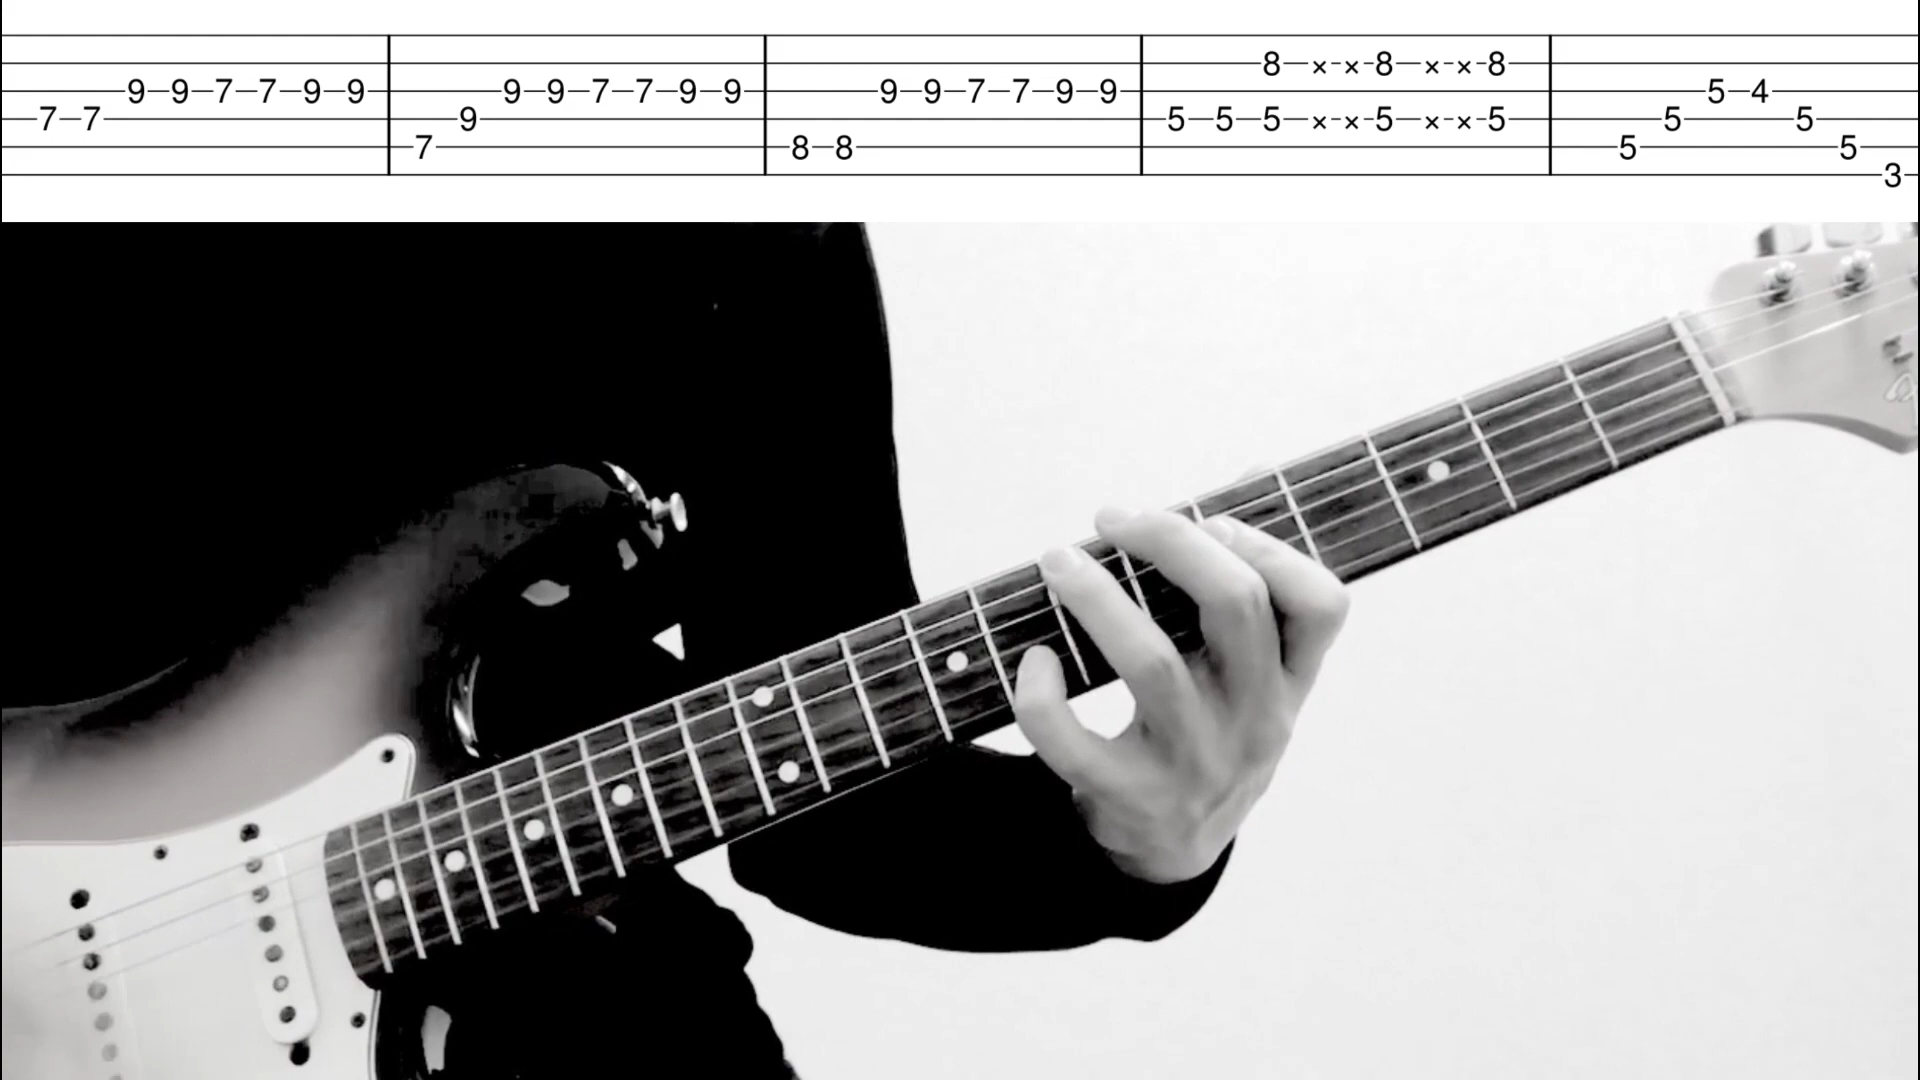 8 × × 8 × × 8
9 9 7 7 9 9 9 9 7 7 9 9 9 9 7 7 9 9 5 4
7 7 9 5 5 5 × × 5 × × 5 5 5
7 8 8 5 5
3